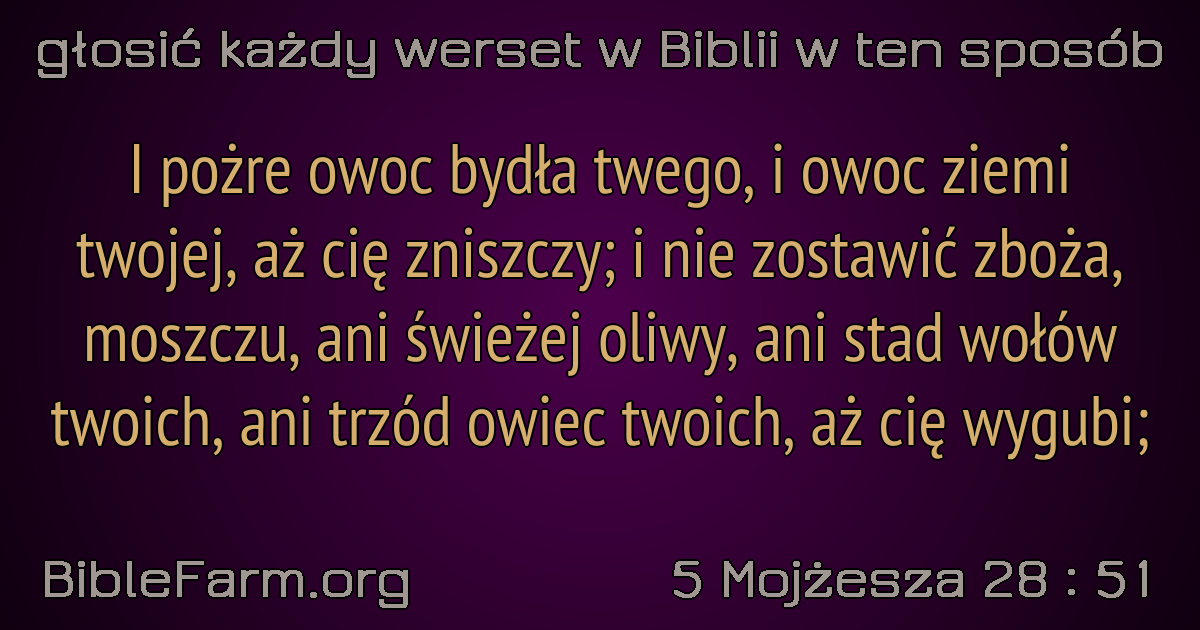 głosić każdy werset w Biblii w ten sposób
I pożre owoc bydła twego, i owoc ziemi
twojej, aż cię zniszczy; i nie zostawić zboża,
moszczu, ani świeżej oliwy, ani stad wołów
twoich, ani trzód owiec twoich, aż cię wygubi;
BibleFarm.org
5 Mojżesza 28 : 51